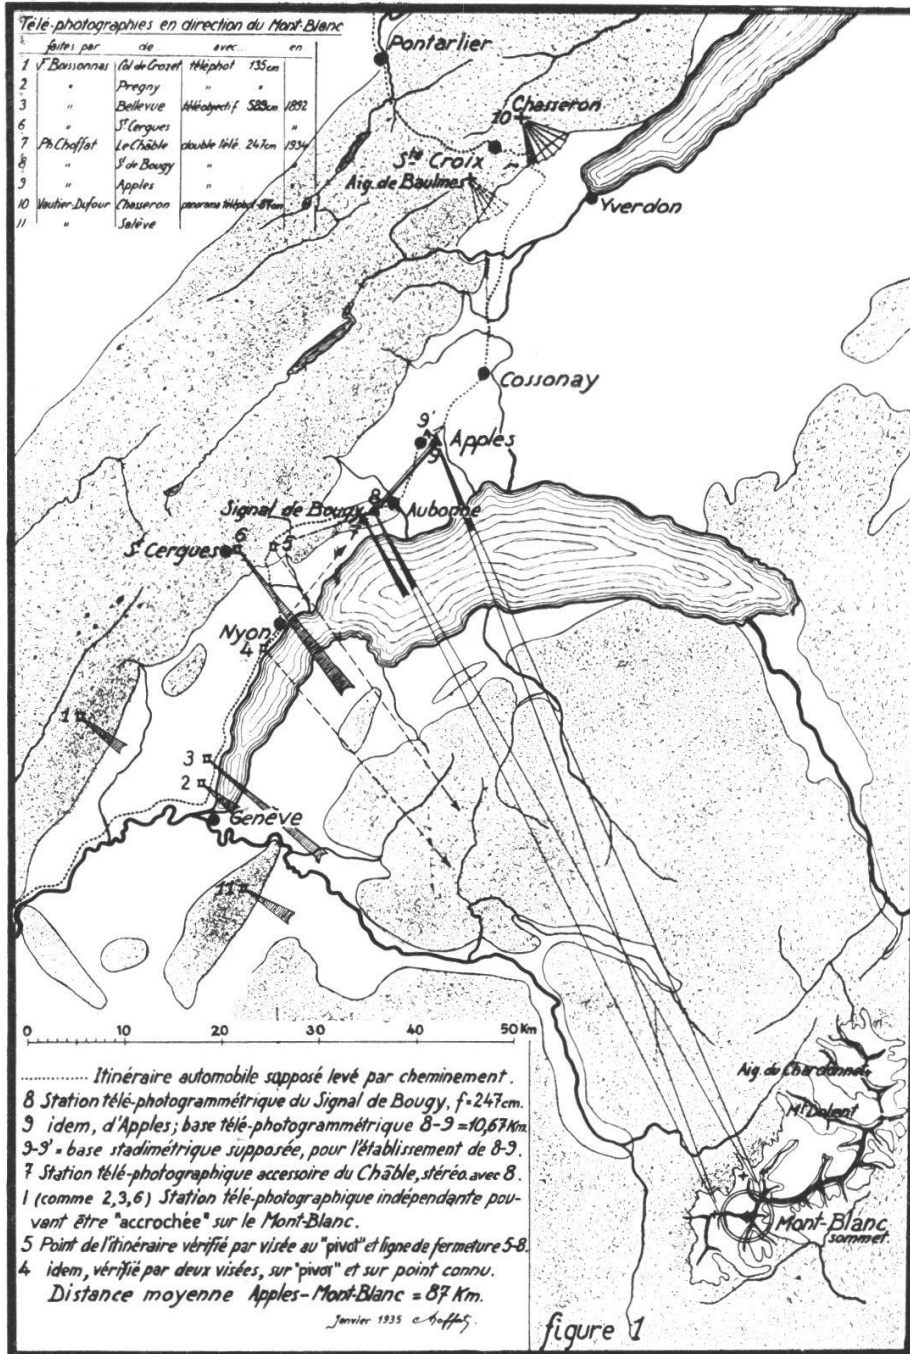 Télé-photographies en direction du Mont-Blanc
faites par de avec... en
1 F. Boissonnas Col de Crozet téléphot 135cm
2 " Pregny " "
3 " Bellevue téléobjectif 589cm 1892
6 " St Cergues "
7 Ph. Choffat Le Châble double télé. 247cm 1934
8 " S! de Bougy " "
9 " Apples " "
10 Vautier-Dufour Chasseron panorama téléphot
11 " Salève
Pontarlier
Chasseron
10
Ste Croix
Aig. de Baulmes
Yverdon
Cossonay
9'
Apples
9
8
Signal de Bougy
Aubonne
7
6
5
St Cergues
Nyon
4
1
3
2
Genève
11
0 10 20 30 40 50 Km
Aig. du Chardonnet
Mt Dolent
Mont-Blanc
sommet.
............ Itinéraire automobile supposé levé par cheminement.
8 Station télé-photogrammétrique du Signal de Bougy, f=247cm.
9 idem, d'Apples; base télé-photogrammétrique 8-9 = 10,67Km.
9-9' = base stadimétrique supposée, pour l'établissement de 8-9.
7 Station télé-photographique accessoire du Châble, stéréo. avec 8.
1 (comme 2,3,6) Station télé-photographique indépendante pou-
vant être "accrochée" sur le Mont-Blanc.
5 Point de l'itinéraire vérifié par visée au "pivot" et ligne de fermeture 5-8.
4 idem, vérifié par deux visées, sur "pivot" et sur point connu.
Distance moyenne Apples-Mont-Blanc = 87 Km.
Janvier 1935 Choffat.
figure 1